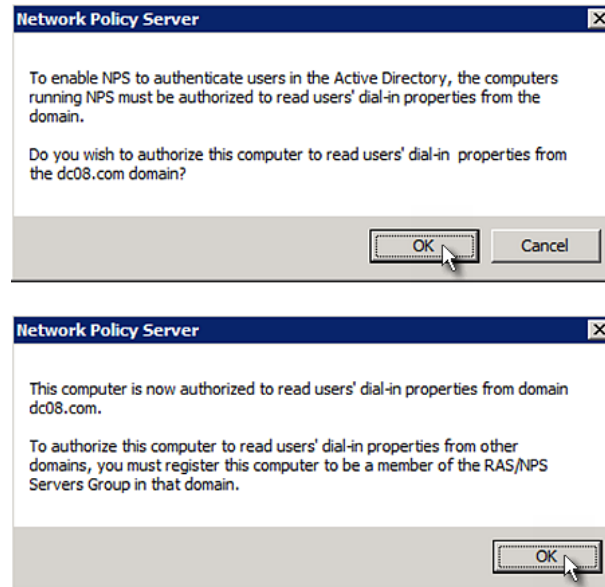 Network Policy Server
To enable NPS to authenticate users in the Active Directory, the computers
running NPS must be authorized to read users' dial-in properties from the
domain.
Do you wish to authorize this computer to read users' dial-in  properties from
the dc08.com domain?
OK
Cancel
Network Policy Server
This computer is now authorized to read users' dial-in properties from domain
dc08.com.
To authorize this computer to read users' dial-in properties from other
domains, you must register this computer to be a member of the RAS/NPS
Servers Group in that domain.
OK